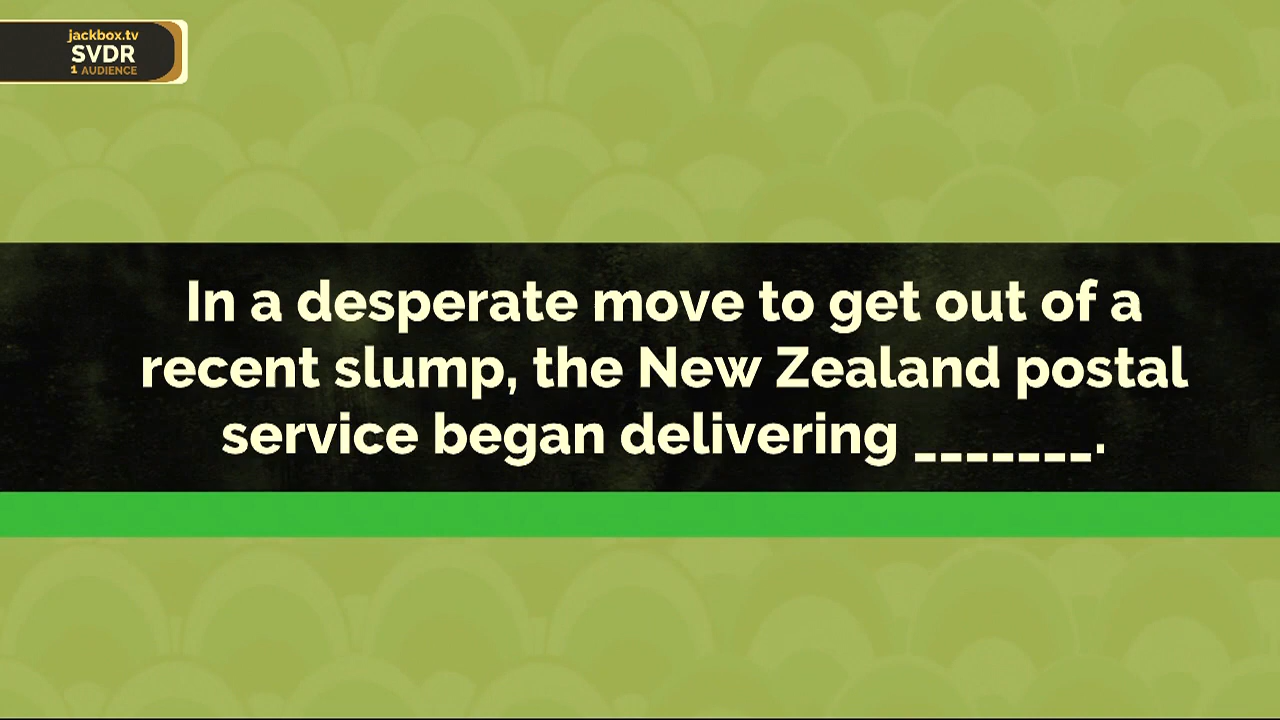 jackbox.tv
SVDR
1 AUDIENCE
In a desperate move to get out of a
recent slump, the New Zealand postal
service began delivering _______.